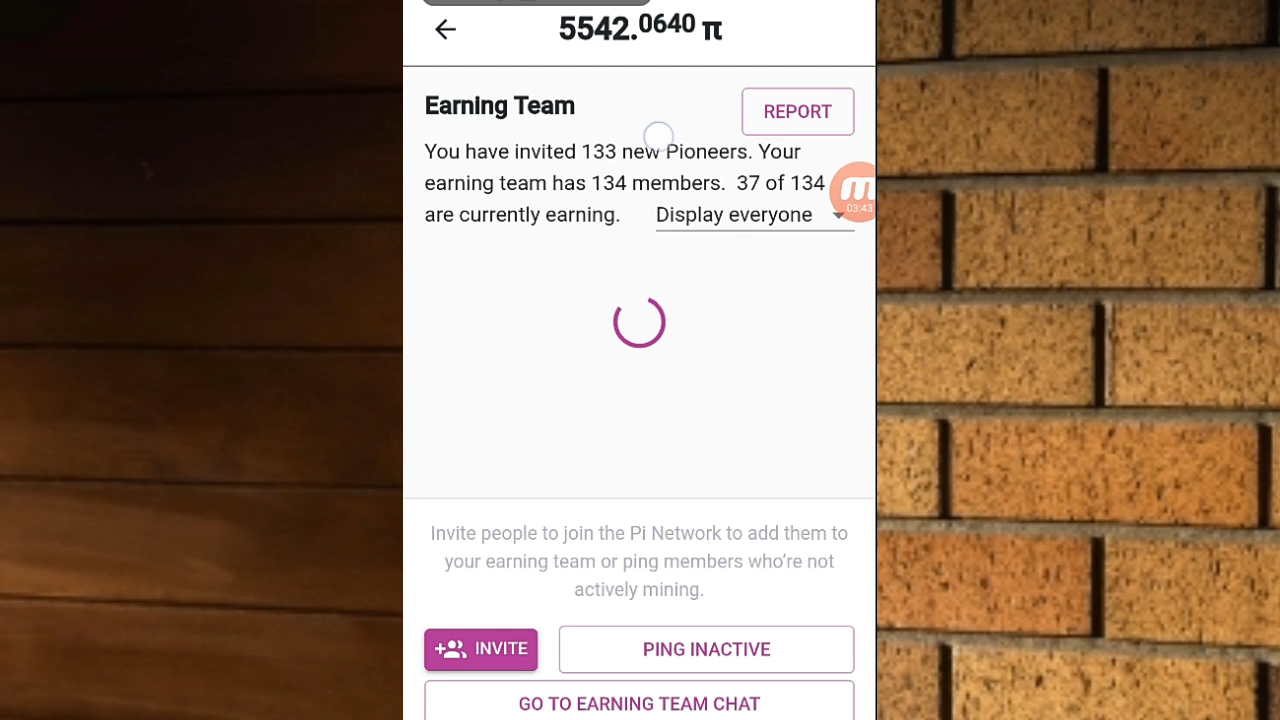 5542.0640 π
Earning Team
REPORT
You have invited 133 new Pioneers. Your
earning team has 134 members. 37 of 134
are currently earning.
Display everyone
03:43
Invite people to join the Pi Network to add them to
your earning team or ping members who’re not
actively mining.
INVITE
PING INACTIVE
GO TO EARNING TEAM CHAT